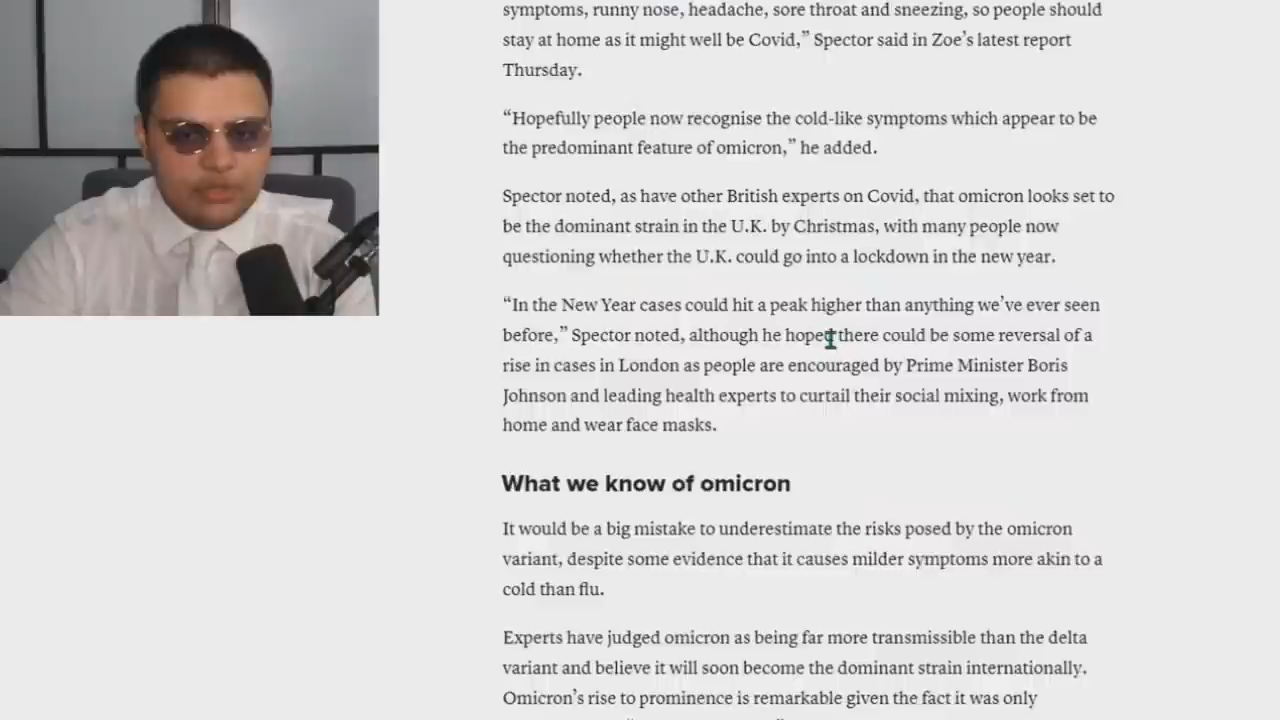 symptoms, runny nose, headache, sore throat and sneezing, so people should
stay at home as it might well be Covid,” Spector said in Zoe’s latest report
Thursday.
“Hopefully people now recognise the cold-like symptoms which appear to be
the predominant feature of omicron,” he added.
Spector noted, as have other British experts on Covid, that omicron looks set to
be the dominant strain in the U.K. by Christmas, with many people now
questioning whether the U.K. could go into a lockdown in the new year.
“In the New Year cases could hit a peak higher than anything we’ve ever seen
before,” Spector noted, although he hoped there could be some reversal of a
rise in cases in London as people are encouraged by Prime Minister Boris
Johnson and leading health experts to curtail their social mixing, work from
home and wear face masks.
What we know of omicron
It would be a big mistake to underestimate the risks posed by the omicron
variant, despite some evidence that it causes milder symptoms more akin to a
cold than flu.
Experts have judged omicron as being far more transmissible than the delta
variant and believe it will soon become the dominant strain internationally.
Omicron’s rise to prominence is remarkable given the fact it was only